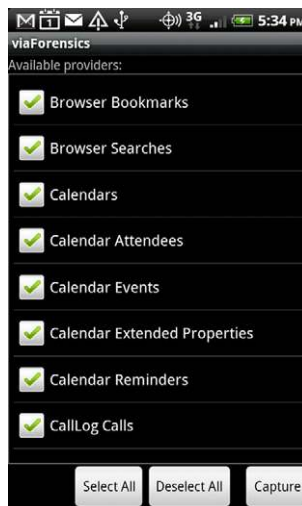 3G 5:34 PM
viaForensics
Available providers:
Browser Bookmarks
Browser Searches
Calendars
Calendar Attendees
Calendar Events
Calendar Extended Properties
Calendar Reminders
CallLog Calls
Select All Deselect All Capture